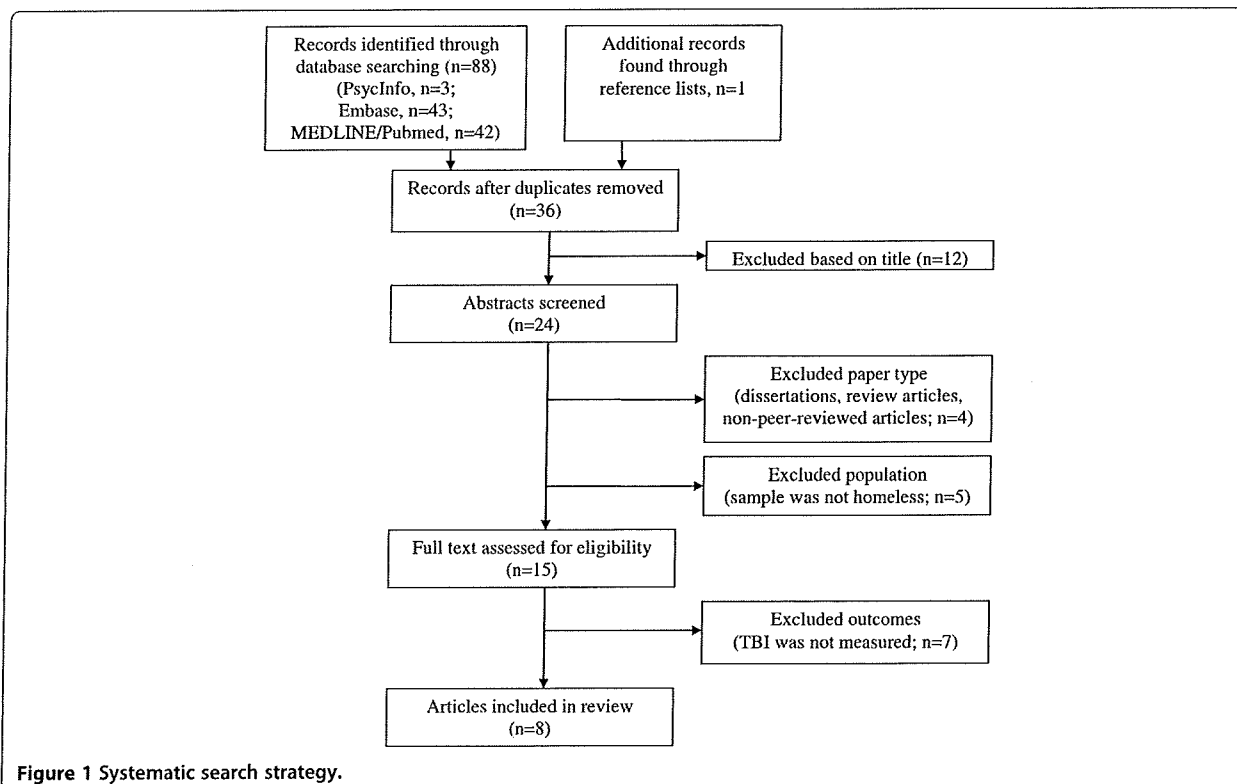 Records identified through
database searching (n=88)
(PsycInfo, n=3;
Embase, n=43;
MEDLINE/Pubmed, n=42)
Additional records
found through
reference lists, n=1
Records after duplicates removed
(n=36)
Excluded based on title (n=12)
Abstracts screened
(n=24)
Excluded paper type
(dissertations, review articles,
non-peer-reviewed articles; n=4)
Excluded population
(sample was not homeless; n=5)
Full text assessed for eligibility
(n=15)
Excluded outcomes
(TBI was not measured; n=7)
Articles included in review
(n=8)
Figure 1 Systematic search strategy.